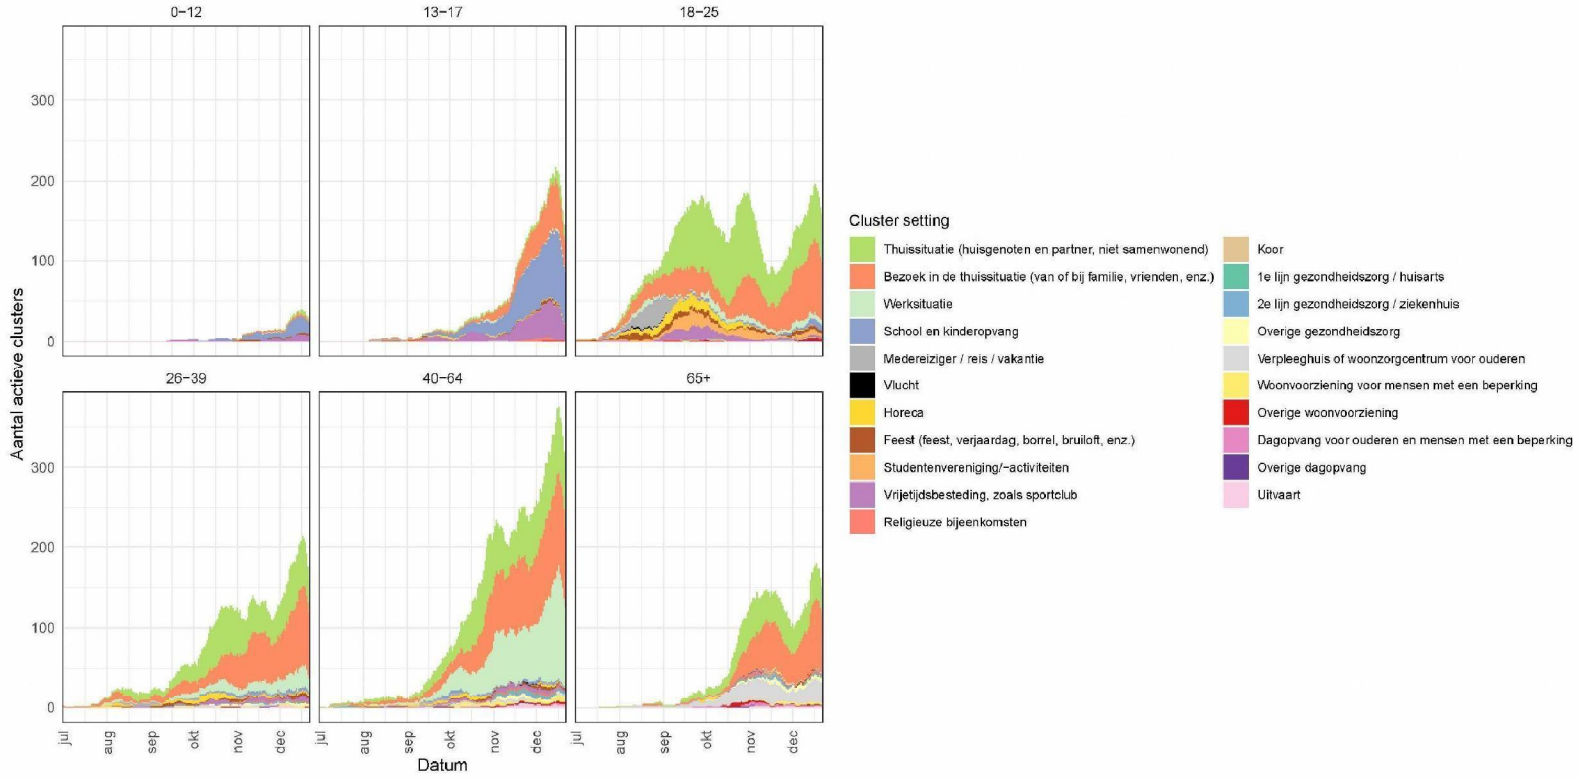 0−12
13−17
18−25
300
200
100
0
26−39
40−64
65+
300
200
100
0
jul
aug
sep
okt
nov
dec
jul
aug
sep
okt
nov
dec
jul
aug
sep
okt
nov
dec
Datum
Aantal actieve clusters
Cluster setting
Thuissituatie (huisgenoten en partner, niet samenwonend)
Bezoek in de thuissituatie (van of bij familie, vrienden, enz.)
Werksituatie
School en kinderopvang
Medereiziger / reis / vakantie
Vlucht
Horeca
Feest (feest, verjaardag, borrel, bruiloft, enz.)
Studentenvereniging/−activiteiten
Vrijetijdsbesteding, zoals sportclub
Religieuze bijeenkomsten
Koor
1e lijn gezondheidszorg / huisarts
2e lijn gezondheidszorg / ziekenhuis
Overige gezondheidszorg
Verpleeghuis of woonzorgcentrum voor ouderen
Woonvoorziening voor mensen met een beperking
Overige woonvoorziening
Dagopvang voor ouderen en mensen met een beperking
Overige dagopvang
Uitvaart